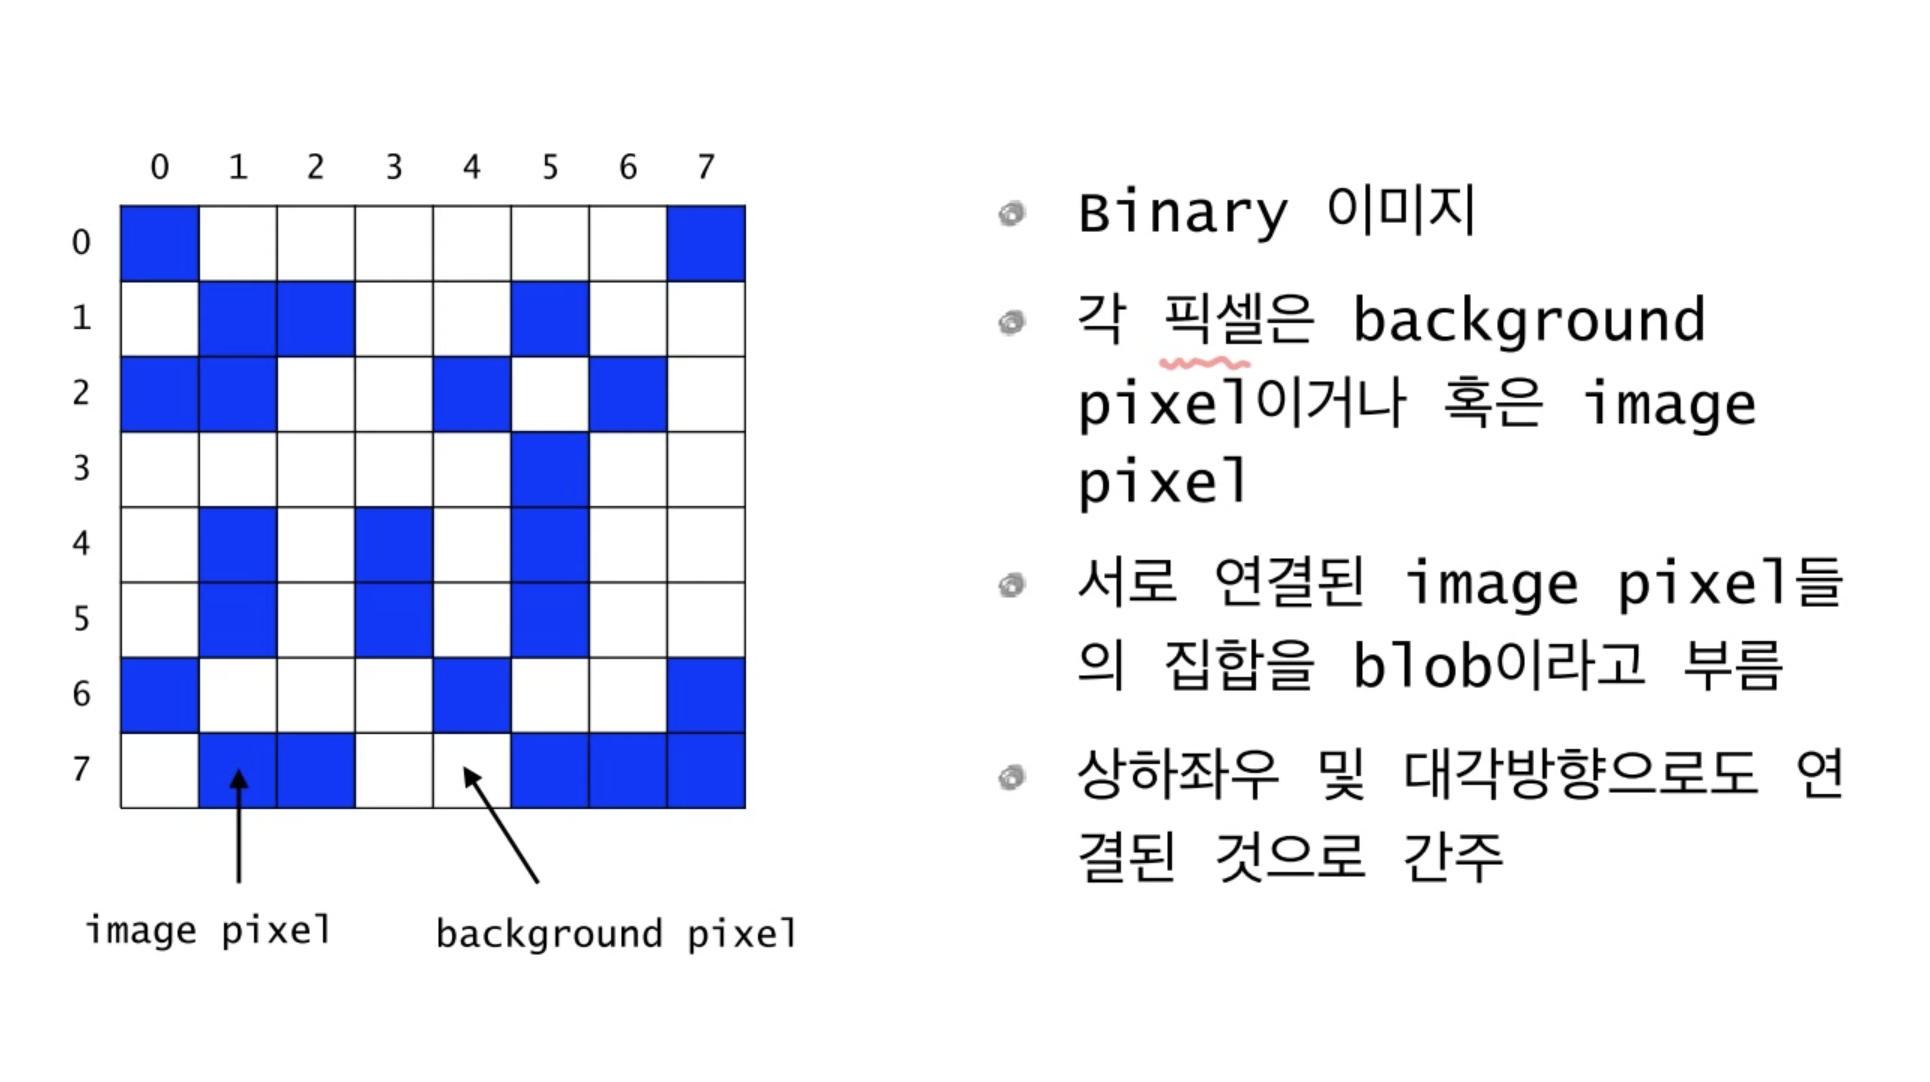 0 1 2 3 4 5 6 7
0
1
2
3
4
5
6
7
image pixel
background pixel
Binary 이미지
각 픽셀은 background
pixel이거나 혹은 image
pixel
서로 연결된 image pixel들
의 집합을 blob이라고 부름
상하좌우 및 대각방향으로도 연
결된 것으로 간주